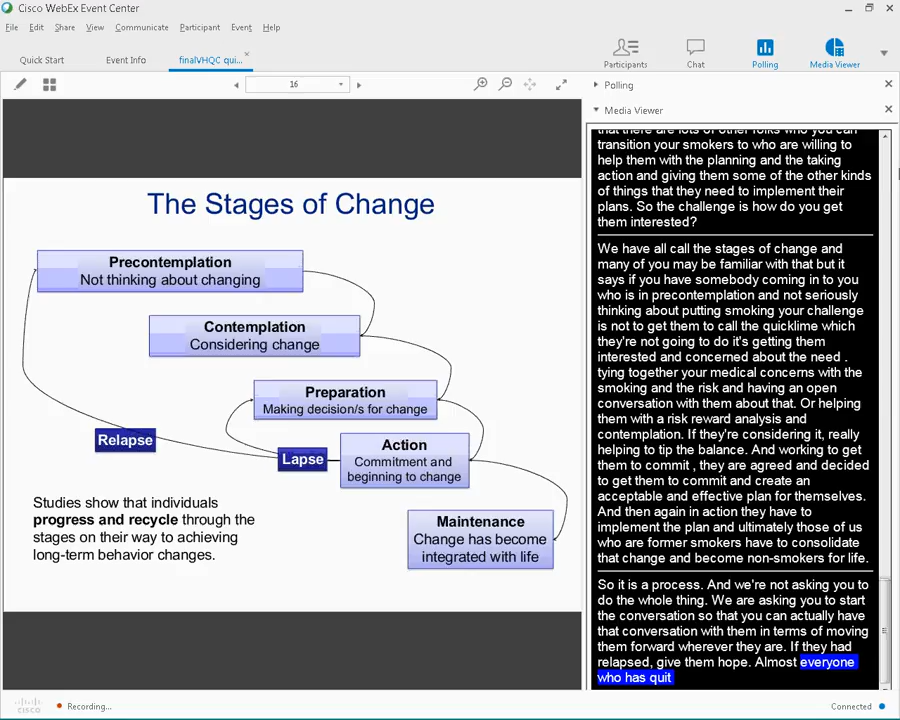 Cisco WebEx Event Center
File Edit Share View Communicate Participant Event Help
Quick Start Event Info finalVHQC qui...
Participants Chat Polling Media Viewer
16
Polling
Media Viewer
The Stages of Change
Precontemplation
Not thinking about changing
Contemplation
Considering change
Preparation
Making decision/s for change
Action
Commitment and
beginning to change
Relapse
Lapse
Maintenance
Change has become
integrated with life
Studies show that individuals
progress and recycle through the
stages on their way to achieving
long-term behavior changes.
that there are lots of other folks who you can
transition your smokers to who are willing to
help them with the planning and the taking
action and giving them some of the other kinds
of things that they need to implement their
plans. So the challenge is how do you get
them interested?
We have all call the stages of change and
many of you may be familiar with that but it
says if you have somebody coming in to you
who is in precontemplation and not seriously
thinking about putting smoking your challenge
is not to get them to call the quicklime which
they're not going to do it's getting them
interested and concerned about the need .
tying together your medical concerns with the
smoking and the risk and having an open
conversation with them about that. Or helping
them with a risk reward analysis and
contemplation. If they're considering it, really
helping to tip the balance. And working to get
them to commit , they are agreed and decided
to get them to commit and create an
acceptable and effective plan for themselves.
And then again in action they have to
implement the plan and ultimately those of us
who are former smokers have to consolidate
that change and become non-smokers for life.
So it is a process. And we're not asking you to
do the whole thing. We are asking you to start
the conversation so that you can actually have
that conversation with them in terms of moving
them forward wherever they are. If they had
relapsed, give them hope. Almost everyone
who has quit
cisco
Recording...
Connected